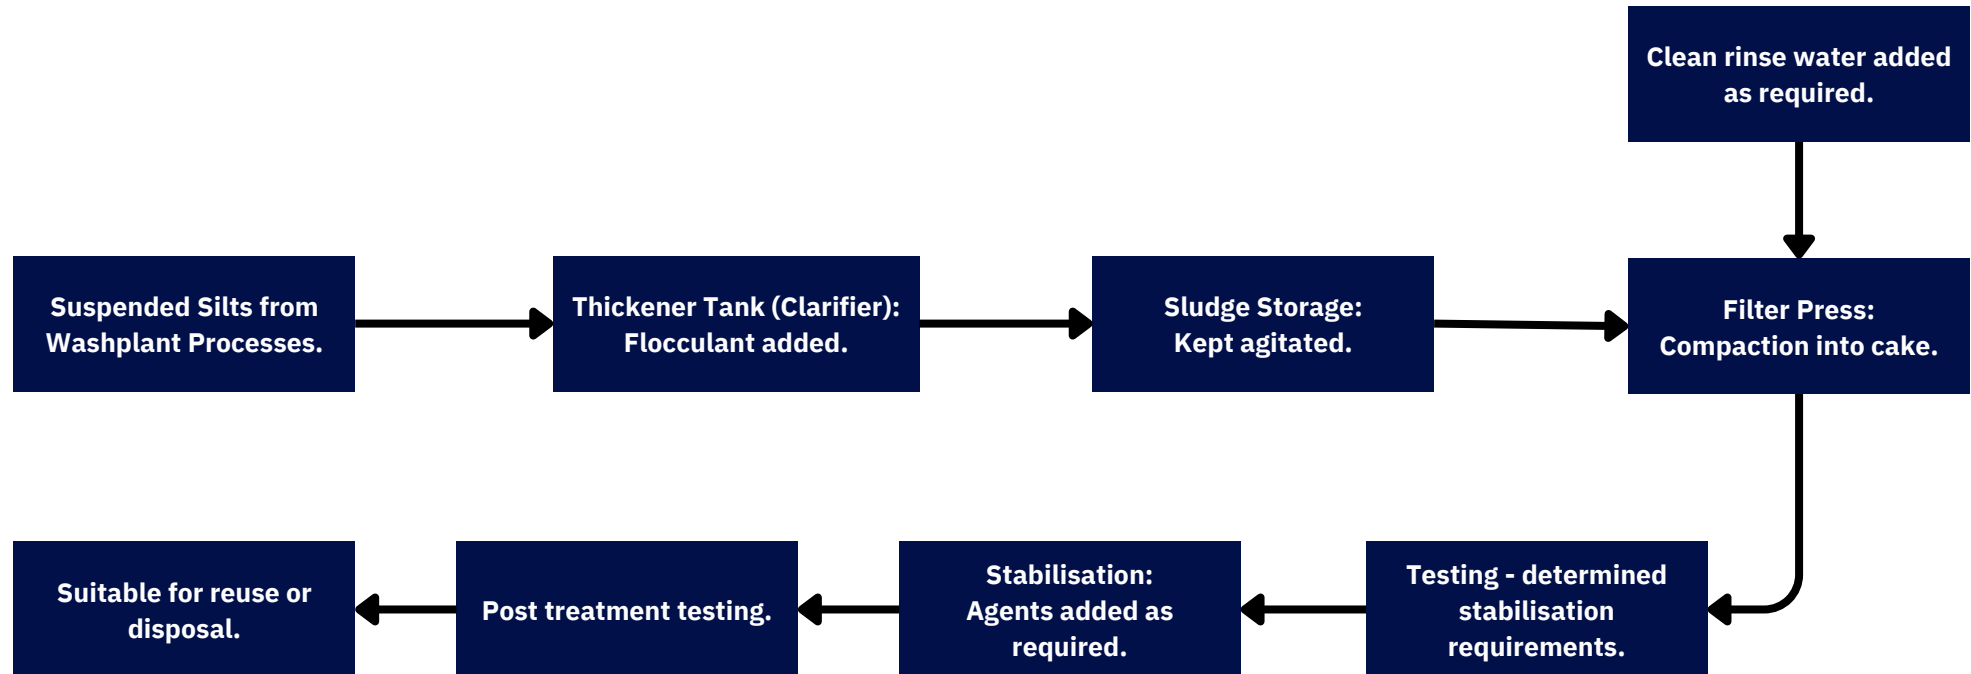 Clean rinse water added
as required.
Suspended Silts from
Washplant Processes.
Thickener Tank (Clarifier):
Flocculant added.
Sludge Storage:
Kept agitated.
Filter Press:
Compaction into cake.
Testing - determined
stabilisation
requirements.
Stabilisation:
Agents added as
required.
Post treatment testing.
Suitable for reuse or
disposal.